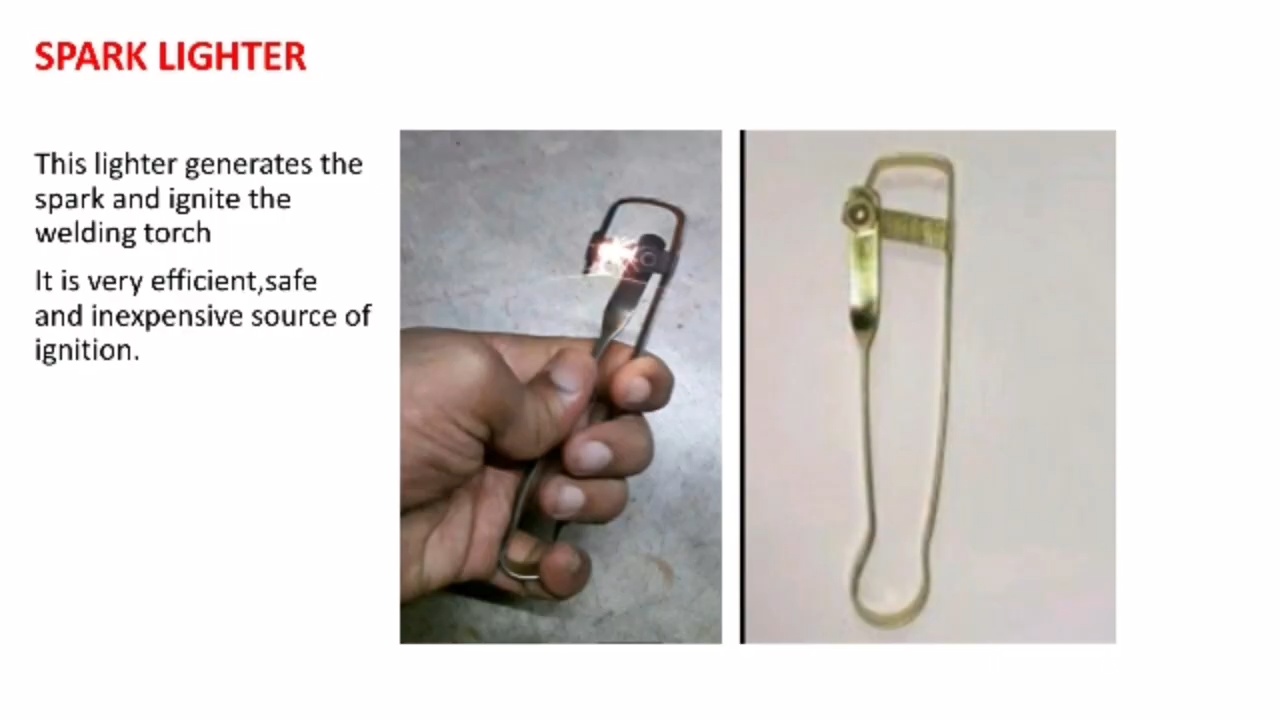 SPARK LIGHTER
This lighter generates the
spark and ignite the
welding torch
It is very efficient,safe
and inexpensive source of
ignition.